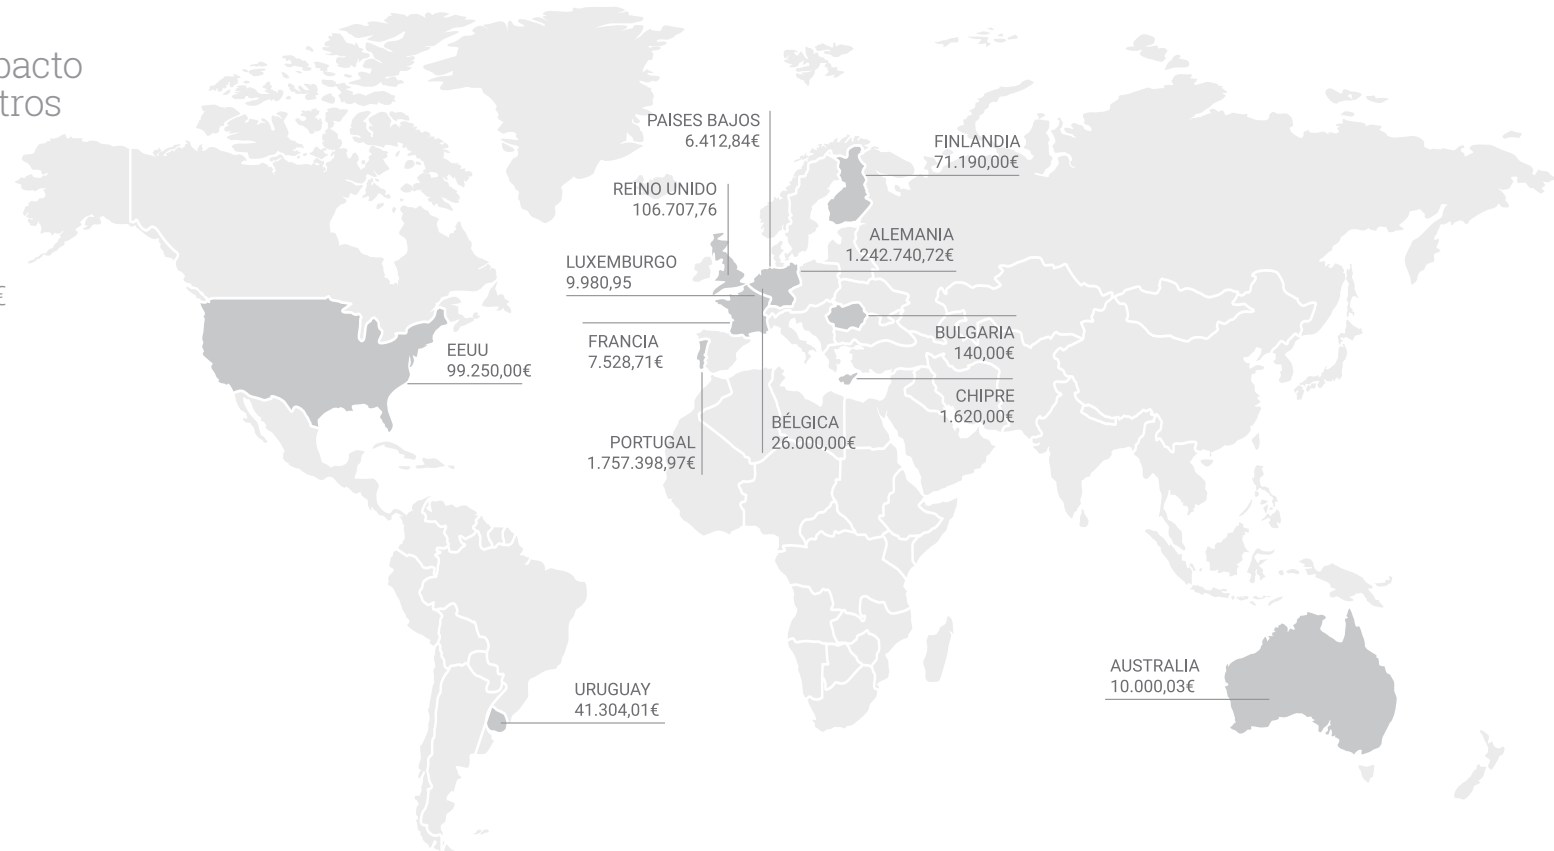 pacto
tros
€
PAÍSES BAJOS
6.412,84€
FINLANDIA
71.190,00€
REINO UNIDO
106.707,76
ALEMANIA
1.242.740,72€
LUXEMBURGO
9.980,95
BULGARIA
140,00€
FRANCIA
7.528,71€
EEUU
99.250,00€
CHIPRE
1.620,00€
BÉLGICA
26.000,00€
PORTUGAL
1.757.398,97€
AUSTRALIA
10.000,03€
URUGUAY
41.304,01€